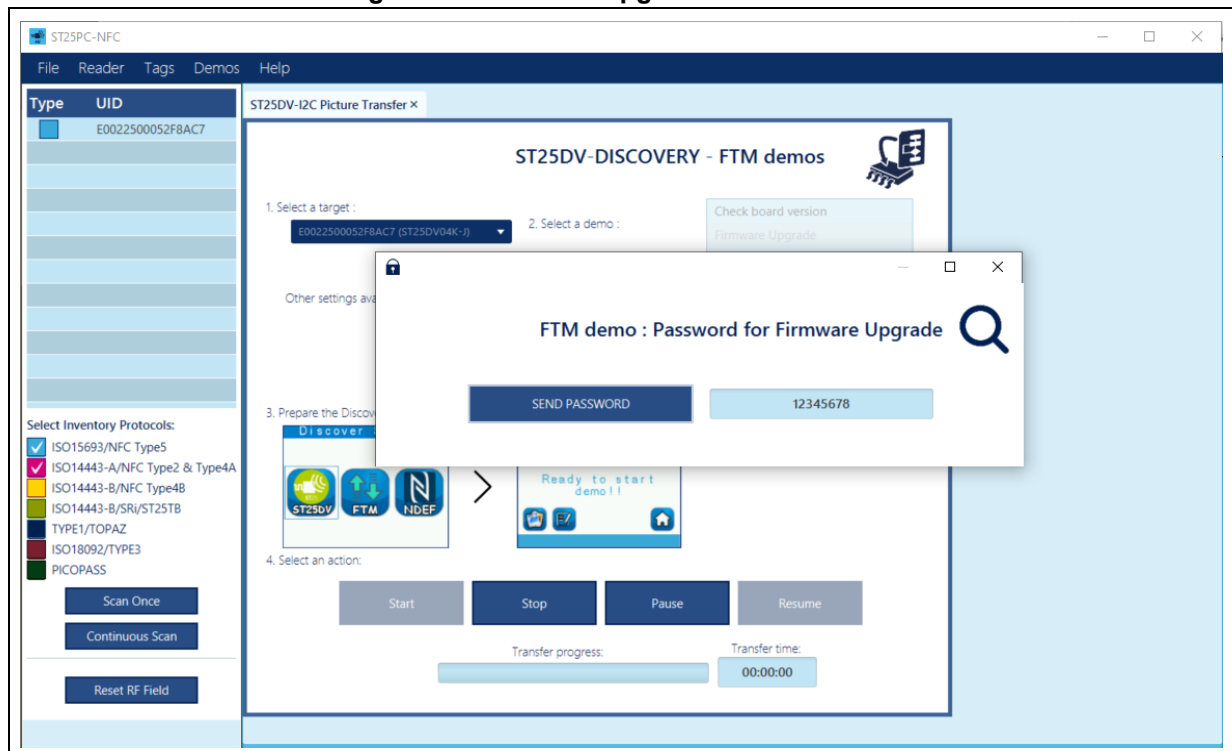 ST25PC-NFC
File Reader Tags Demos Help
Type UID
E0022500052F8AC7
ST25DV-I2C Picture Transfer ×
ST25DV-DISCOVERY - FTM demos
1. Select a target :
E0022500052F8AC7 (ST25DV04K-J)
2. Select a demo :
Check board version
Firmware Upgrade
Other settings ava
FTM demo : Password for Firmware Upgrade
SEND PASSWORD
12345678
3. Prepare the Discov
Discover
ST25DV FTM NDEF
Ready to start
demo!!
4. Select an action:
Start Stop Pause Resume
Transfer progress:
Transfer time:
00:00:00
Select Inventory Protocols:
ISO15693/NFC Type5
ISO14443-A/NFC Type2 & Type4A
ISO14443-B/NFC Type4B
ISO14443-B/SRi/ST25TB
TYPE1/TOPAZ
ISO18092/TYPE3
PICOPASS
Scan Once
Continuous Scan
Reset RF Field